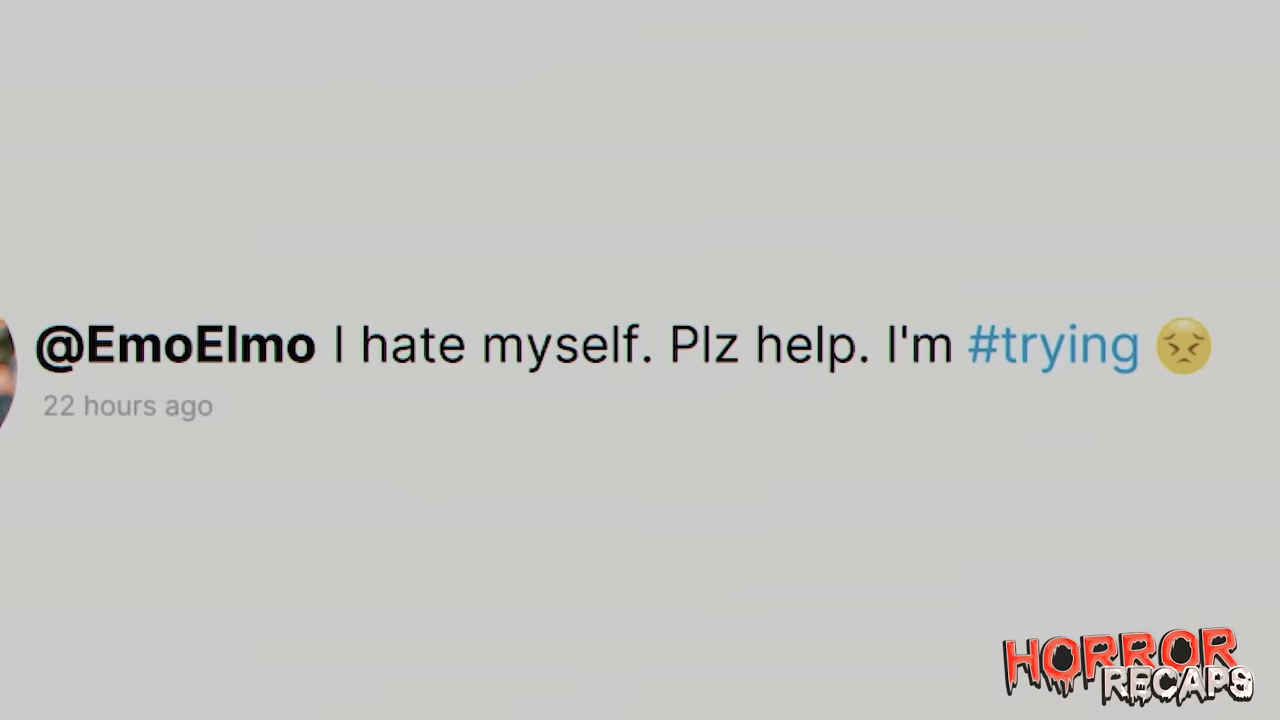 @EmoElmo I hate myself. Plz help. I'm #trying 😣
22 hours ago
HORROR
RECAPS